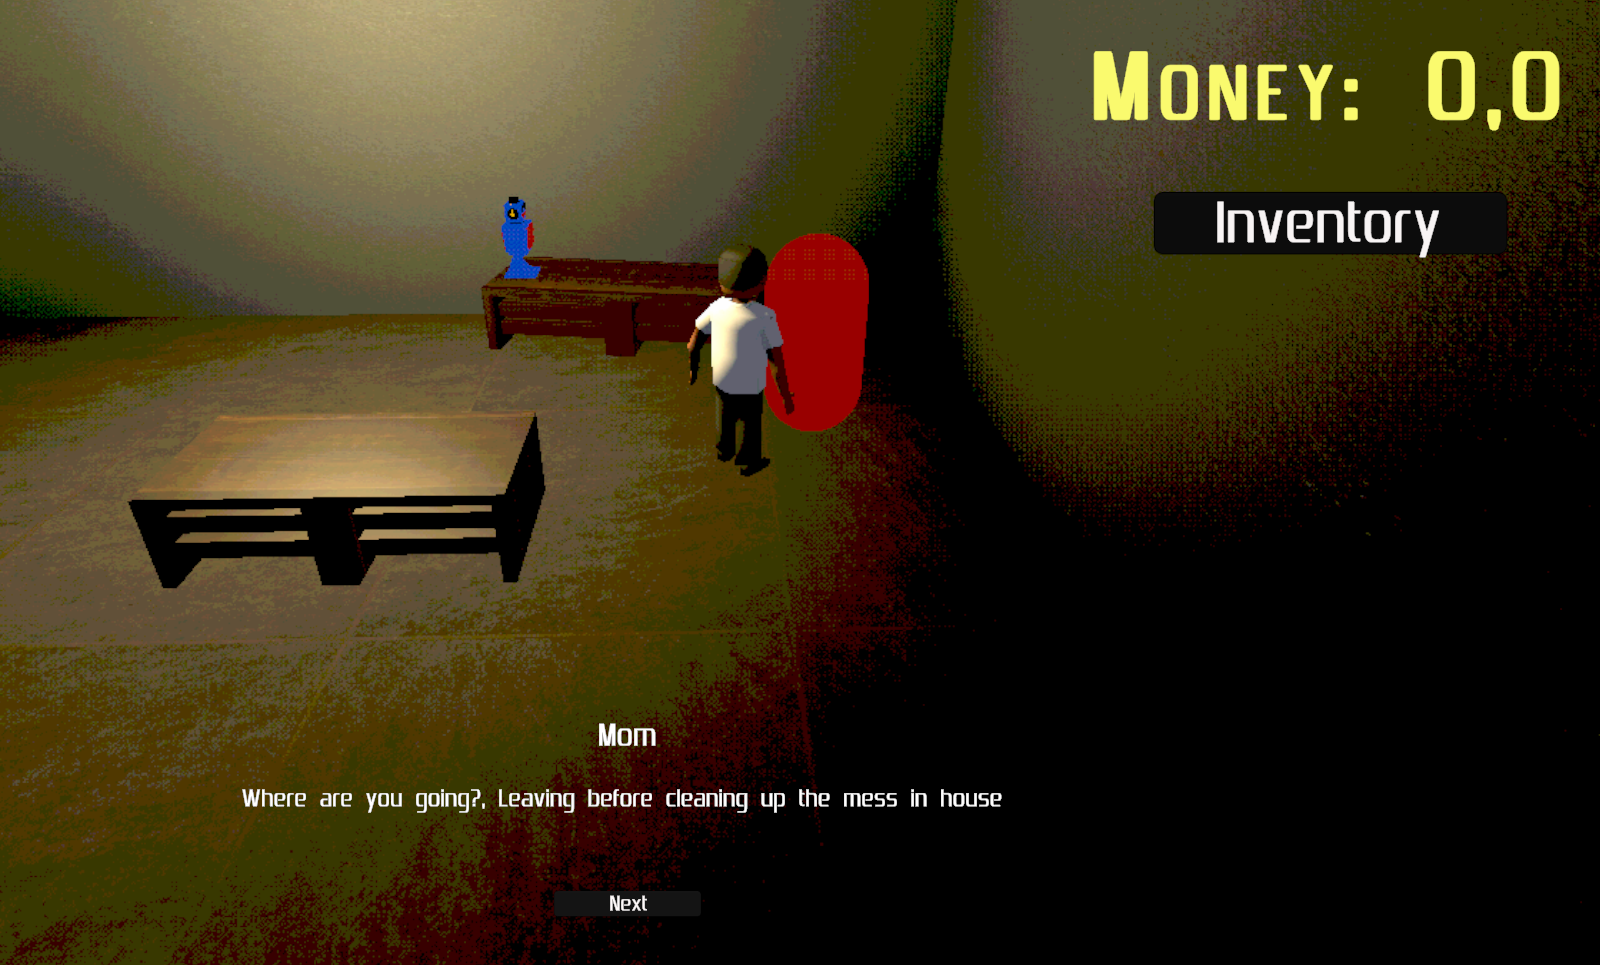 Money: 0,0
Inventory
Mom
Where are you going?, Leaving before cleaning up the mess in house
Next